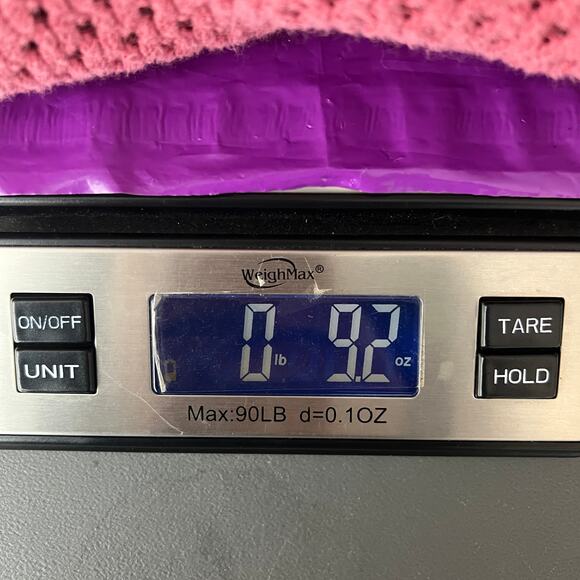 WeighMax®
ON/OFF
UNIT
0 lb 9.2 oz
TARE
HOLD
Max:90LB d=0.1OZ